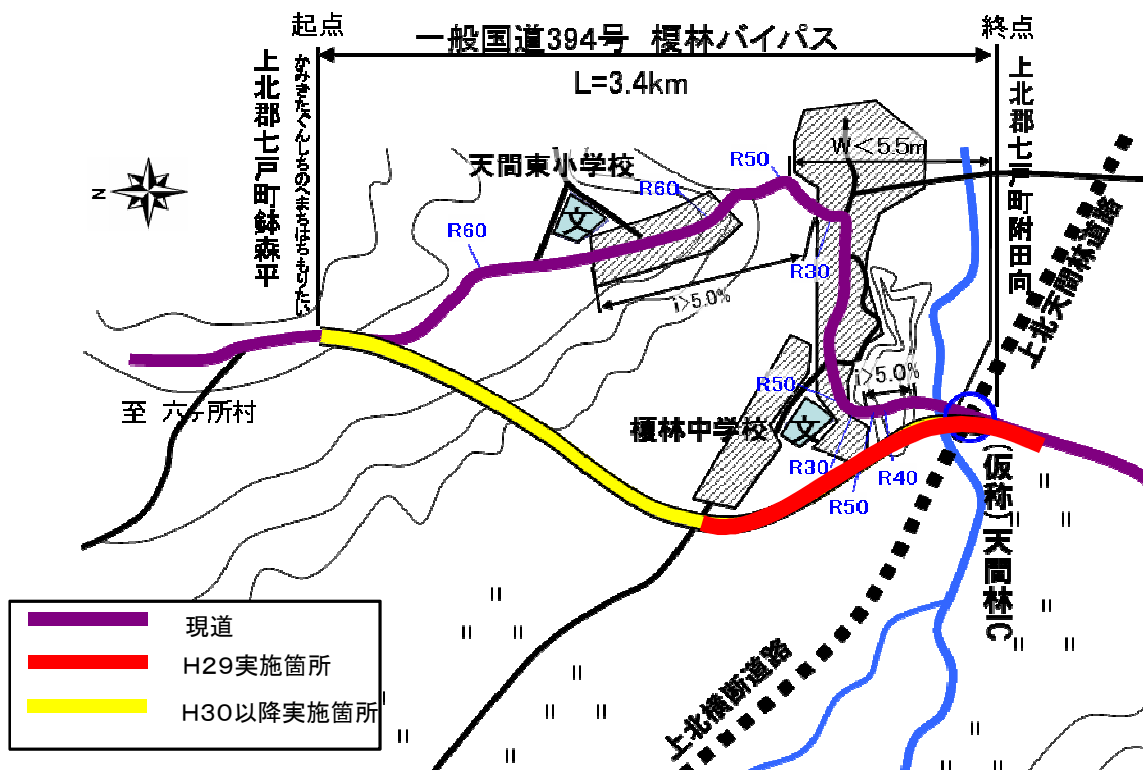 起点
終点
一般国道394号 榎林バイパス
L=3.4km
上北郡七戸町鉢森平
かみきたぐんしちのへまちはちもりたい
上北郡七戸町附田向
N
天間東小学校
文
R60
R60
R50
W<5.5m
R30
i>5.0%
i>5.0%
R50
榎林中学校
文
R30
R50
R40
上北天間林道路
至 六ヶ所村
(仮称)天間林IC
上北横断道路
現道
H29実施箇所
H30以降実施箇所